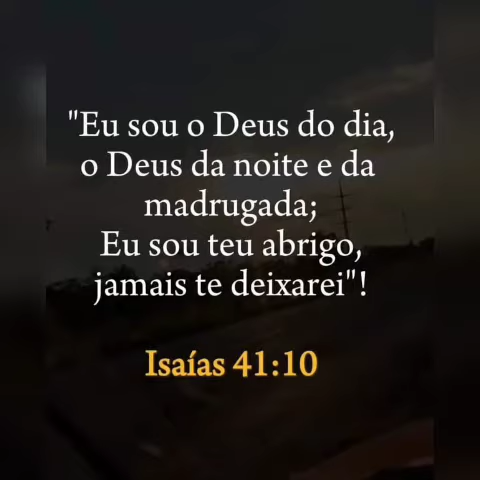 "Eu sou o Deus do dia,
o Deus da noite e da
madrugada;
Eu sou teu abrigo,
jamais te deixarei"!
Isaías 41:10